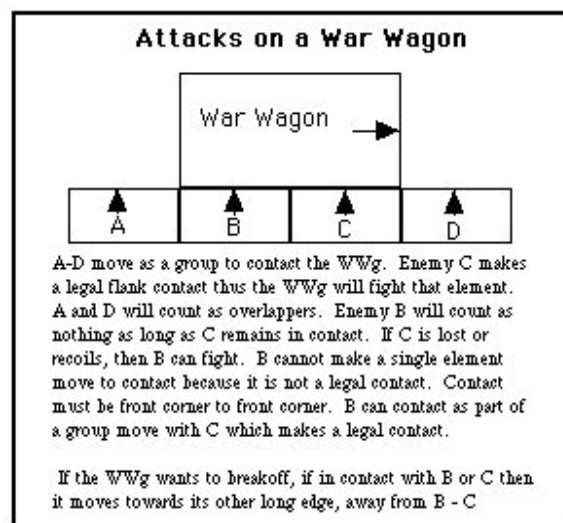 Attacks on a War Wagon
War Wagon
A B C D
A-D move as a group to contact the WWg. Enemy C makes
a legal flank contact thus the WWg will fight that element.
A and D will count as overlappers. Enemy B will count as
nothing as long as C remains in contact. If C is lost or
recoils, then B can fight. B cannot make a single element
move to contact because it is not a legal contact. Contact
must be front corner to front corner. B can contact as part of
a group move with C which makes a legal contact.
If the WWg wants to breakoff, if in contact with B or C then
it moves towards its other long edge, away from B - C